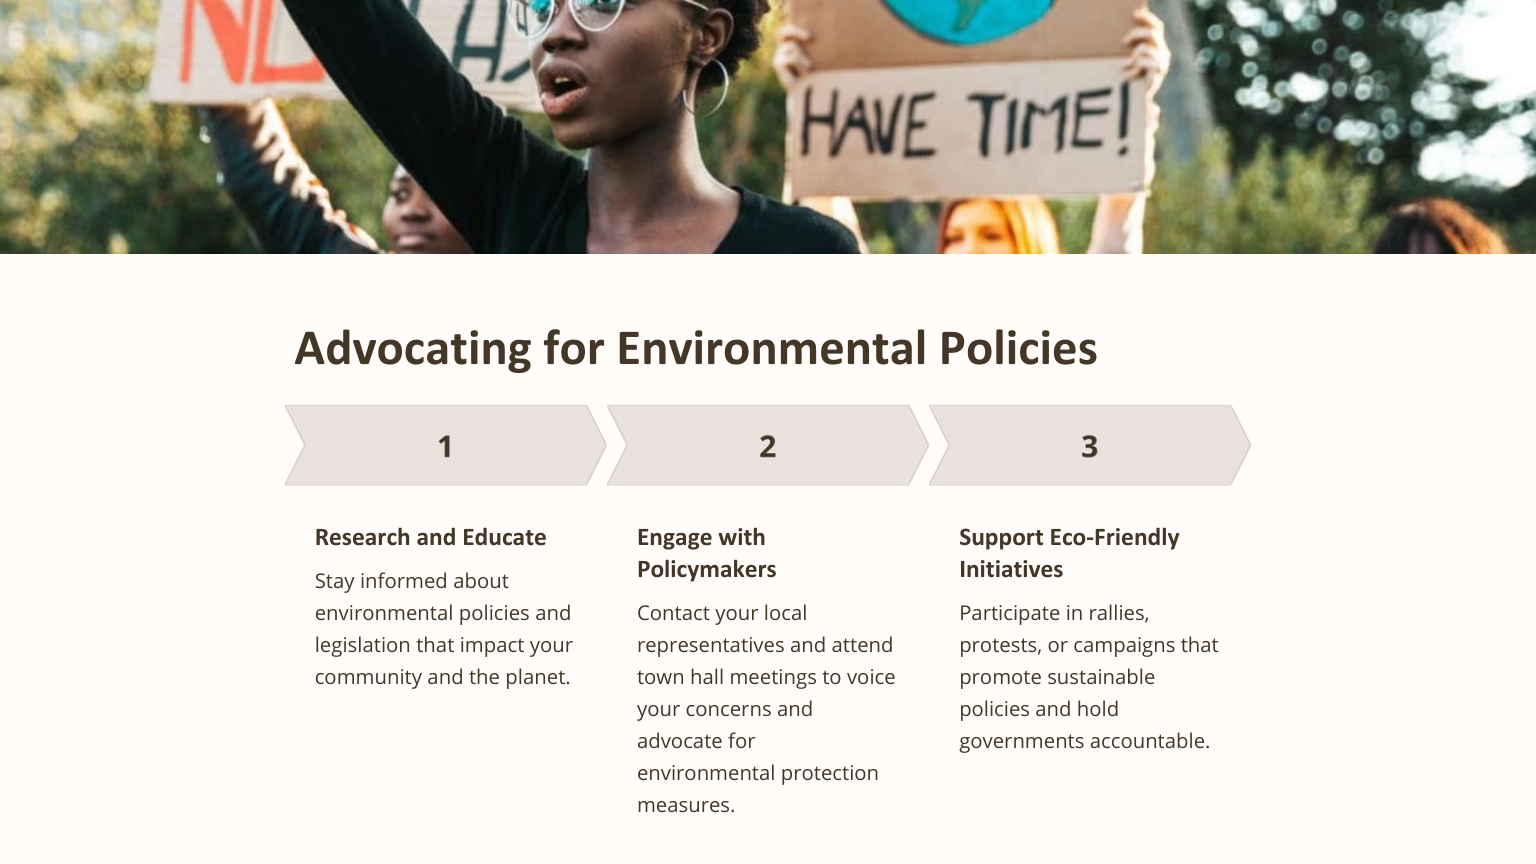 HAVE TIME!
Advocating for Environmental Policies
1
2
3
Research and Educate
Stay informed about
environmental policies and
legislation that impact your
community and the planet.
Engage with
Policymakers
Contact your local
representatives and attend
town hall meetings to voice
your concerns and
advocate for
environmental protection
measures.
Support Eco-Friendly
Initiatives
Participate in rallies,
protests, or campaigns that
promote sustainable
policies and hold
governments accountable.